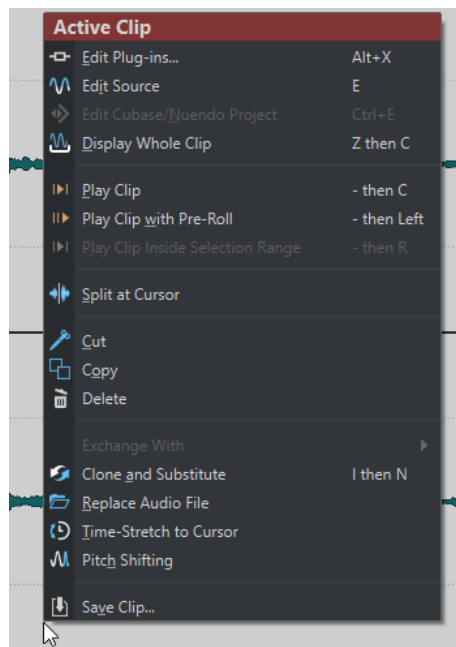 Active Clip
Edit Plug-ins... Alt+X
Edit Source E
Edit Cubase/Nuendo Project Ctrl+E
Display Whole Clip Z then C
Play Clip - then C
Play Clip with Pre-Roll - then Left
Play Clip Inside Selection Range - then R
Split at Cursor
Cut
Copy
Delete
Exchange With
Clone and Substitute I then N
Replace Audio File
Time-Stretch to Cursor
Pitch Shifting
Save Clip...